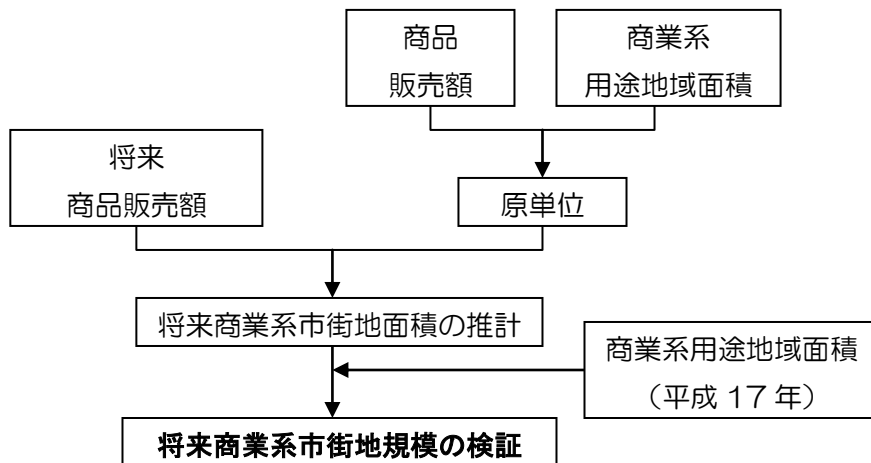 商品
販売額
商業系
用途地域面積
将来
商品販売額
原単位
将来商業系市街地面積の推計
商業系用途地域面積
（平成 17 年）
将来商業系市街地規模の検証